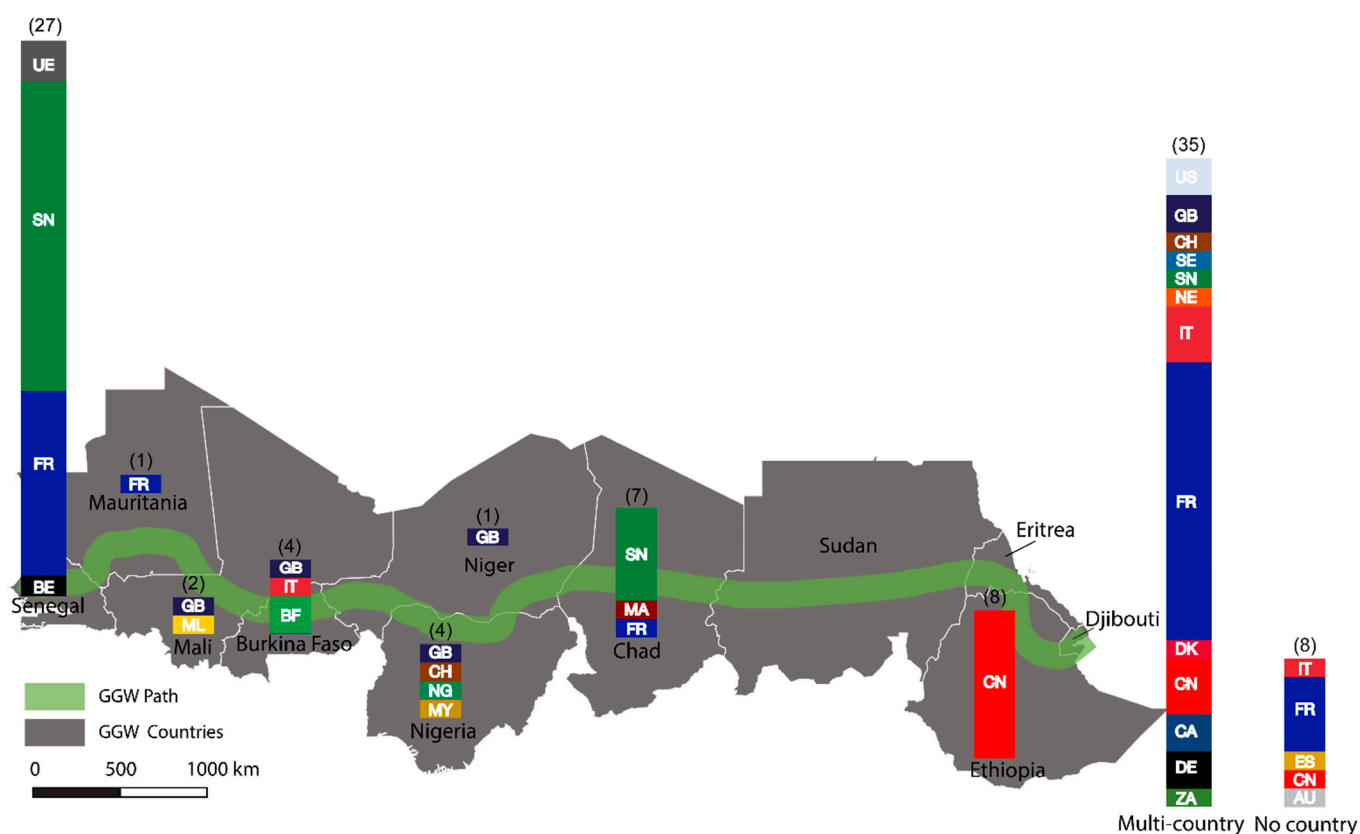 (27)
UE
SN
FR
BE
Senegal
(1)
FR
Mauritania
(2)
GB
ML
Mali
(4)
GB
IT
BF
Burkina Faso
(1)
GB
Niger
(4)
GB
CH
NG
MY
Nigeria
(7)
SN
MA
FR
Chad
Sudan
Eritrea
Djibouti
(8)
CN
Ethiopia
(35)
US
GB
CH
SE
SN
NE
IT
FR
DK
CN
CA
DE
ZA
Multi-country
(8)
IT
FR
ES
CN
AU
No country
GGW Path
GGW Countries
0 500 1000 km